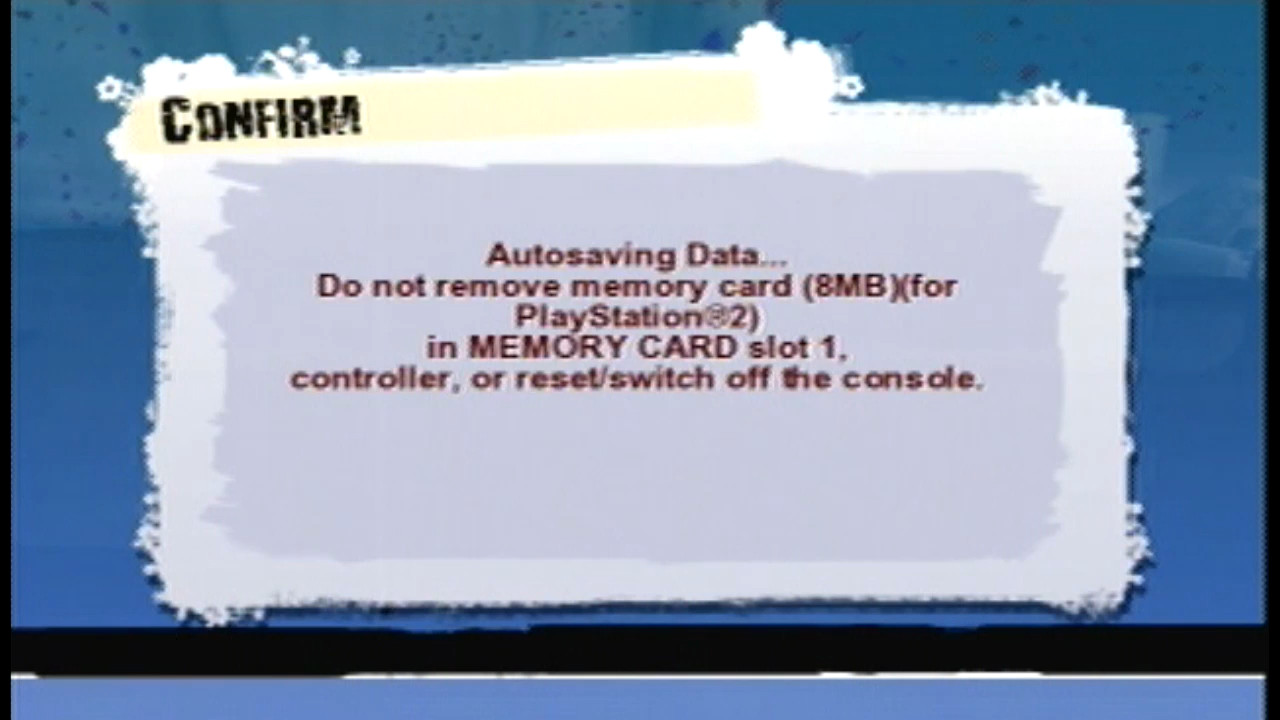 CONFIRM
Autosaving Data...
Do not remove memory card (8MB)(for
PlayStation®2)
in MEMORY CARD slot 1,
controller, or reset/switch off the console.